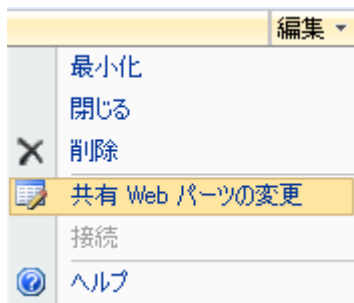 編集
最小化
閉じる
削除
共有 Web パーツの変更
接続
ヘルプ